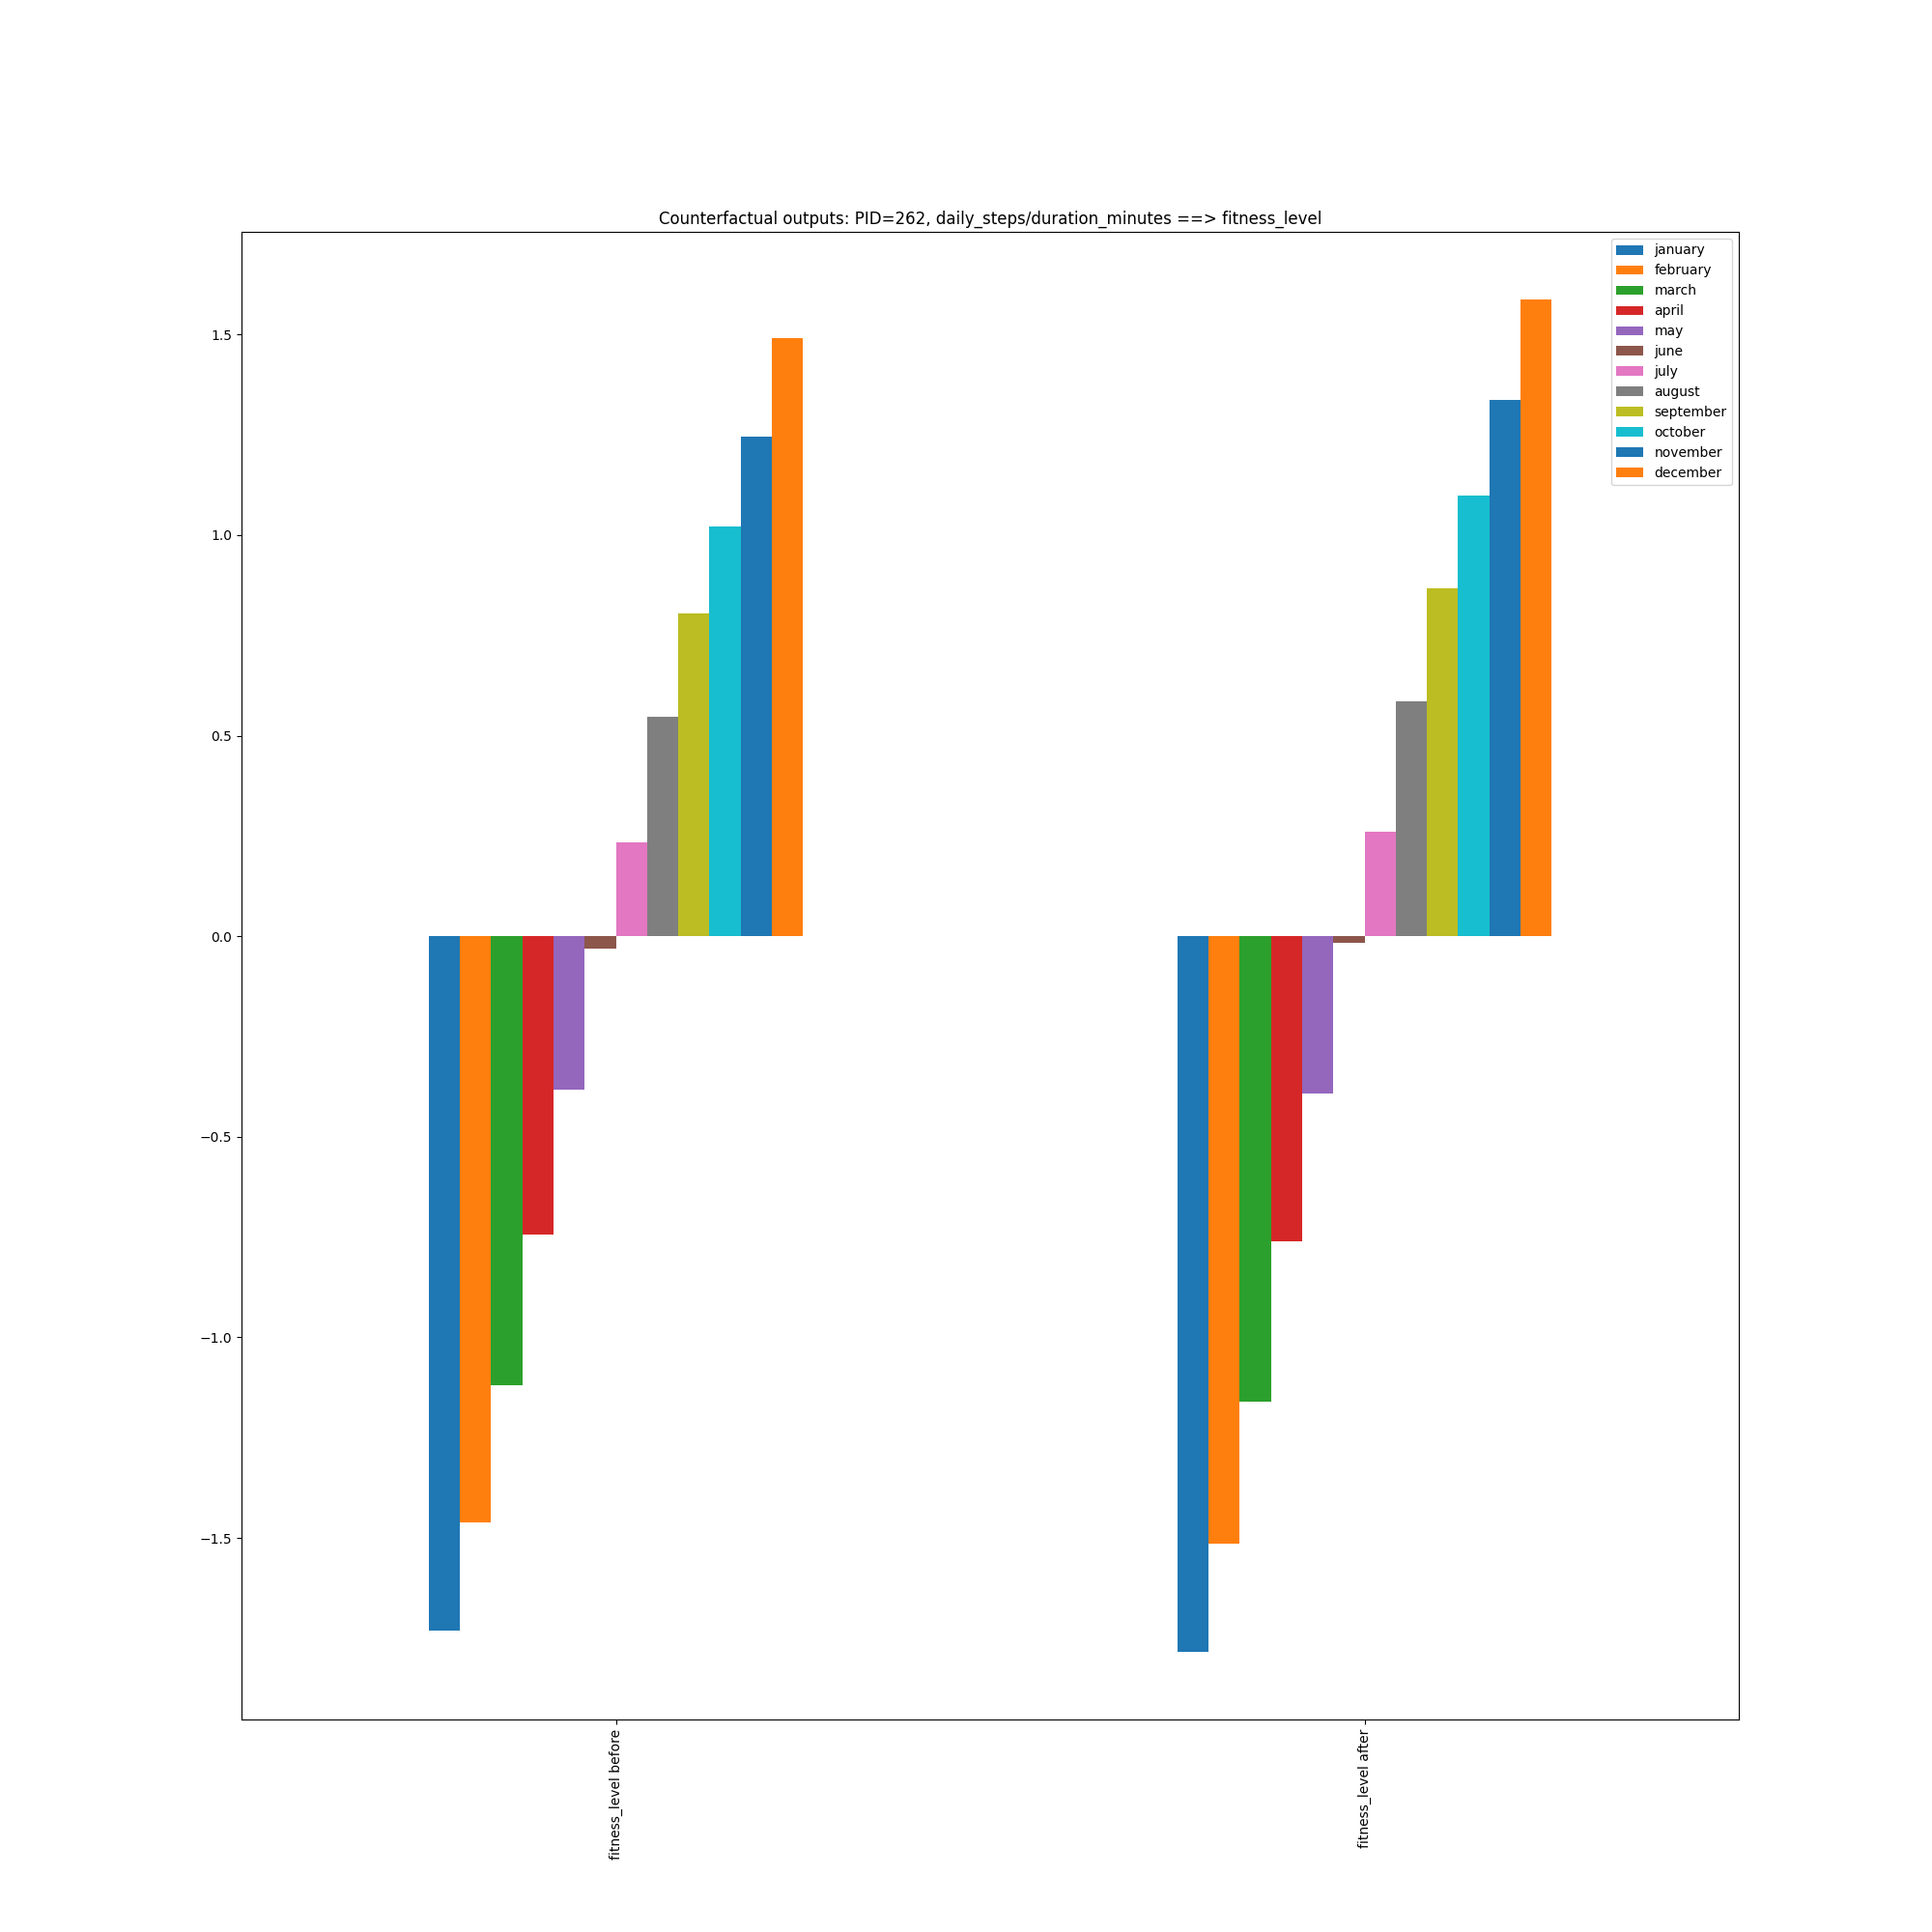 Counterfactual outputs: PID=262, daily_steps/duration_minutes ==> fitness_level
january
february
march
april
may
june
july
august
september
october
november
december
1.5
1.0
0.5
0.0
−0.5
−1.0
−1.5
fitness_level before
fitness_level after